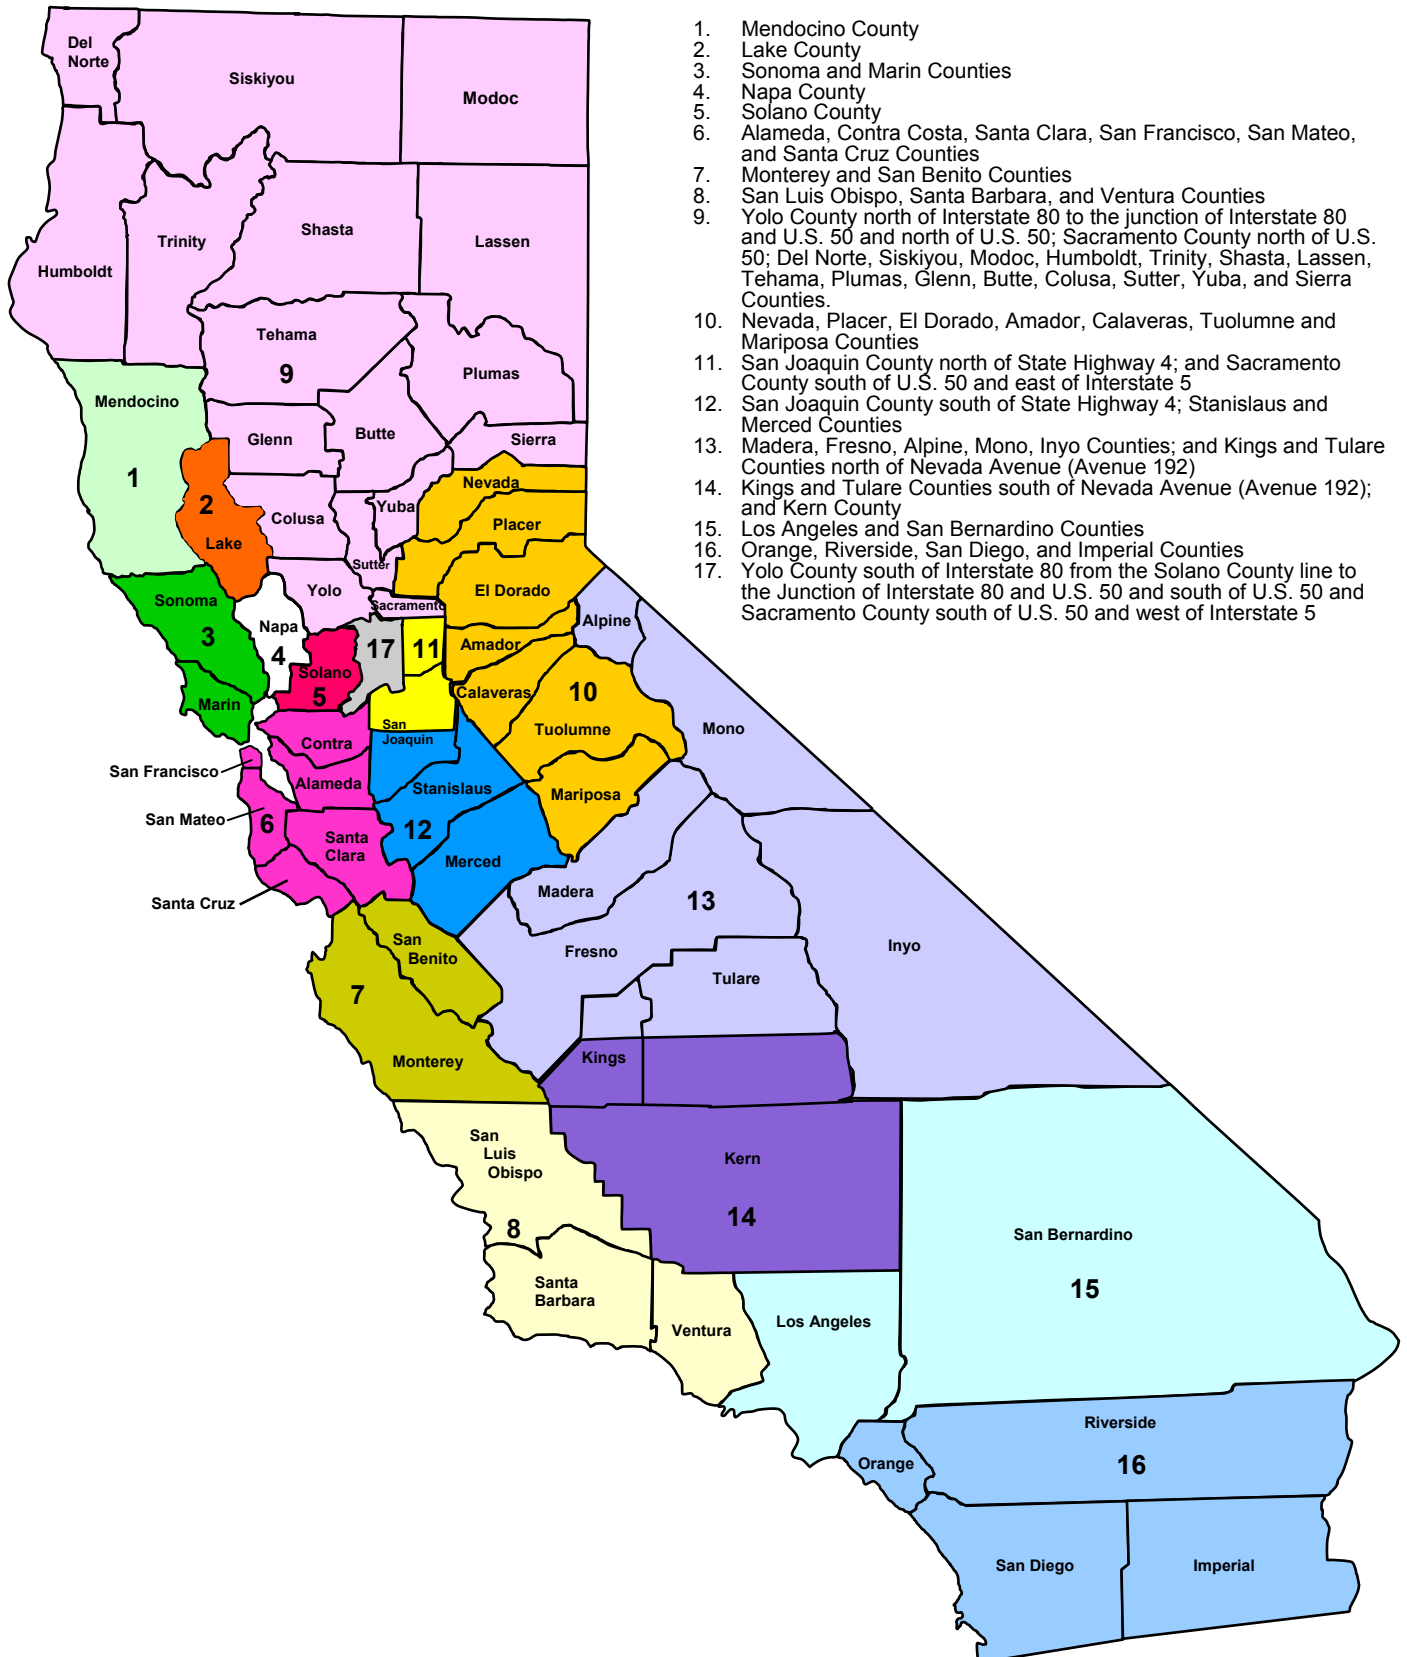 1. Mendocino County
2. Lake County
3. Sonoma and Marin Counties
4. Napa County
5. Solano County
6. Alameda, Contra Costa, Santa Clara, San Francisco, San Mateo,
and Santa Cruz Counties
7. Monterey and San Benito Counties
8. San Luis Obispo, Santa Barbara, and Ventura Counties
9. Yolo County north of Interstate 80 to the junction of Interstate 80
and U.S. 50 and north of U.S. 50; Sacramento County north of U.S.
50; Del Norte, Siskiyou, Modoc, Humboldt, Trinity, Shasta, Lassen,
Tehama, Plumas, Glenn, Butte, Colusa, Sutter, Yuba, and Sierra
Counties.
10. Nevada, Placer, El Dorado, Amador, Calaveras, Tuolumne and
Mariposa Counties
11. San Joaquin County north of State Highway 4; and Sacramento
County south of U.S. 50 and east of Interstate 5
12. San Joaquin County south of State Highway 4; Stanislaus and
Merced Counties
13. Madera, Fresno, Alpine, Mono, Inyo Counties; and Kings and Tulare
Counties north of Nevada Avenue (Avenue 192)
14. Kings and Tulare Counties south of Nevada Avenue (Avenue 192);
and Kern County
15. Los Angeles and San Bernardino Counties
16. Orange, Riverside, San Diego, and Imperial Counties
17. Yolo County south of Interstate 80 from the Solano County line to
the Junction of Interstate 80 and U.S. 50 and south of U.S. 50 and
Sacramento County south of U.S. 50 and west of Interstate 5
Del
Norte
Siskiyou
Modoc
Shasta
Trinity
Lassen
Humboldt
Tehama
9
Plumas
Mendocino
1
Glenn
Butte
Sierra
2
Lake
Colusa
Yuba
Nevada
Placer
Sutter
Yolo
El Dorado
Sonoma
3
Sacramento
Napa
4
Alpine
17
11
Amador
Solano
5
Marin
Calaveras
10
Tuolumne
San
Joaquin
Mono
Contra
San Francisco
Alameda
Stanislaus
Mariposa
San Mateo
6
12
Santa
Clara
Merced
Madera
Santa Cruz
13
San
Benito
Fresno
Inyo
Tulare
7
Monterey
Kings
San
Luis
Obispo
8
Kern
14
San Bernardino
15
Santa
Barbara
Ventura
Los Angeles
Riverside
16
Orange
San Diego
Imperial